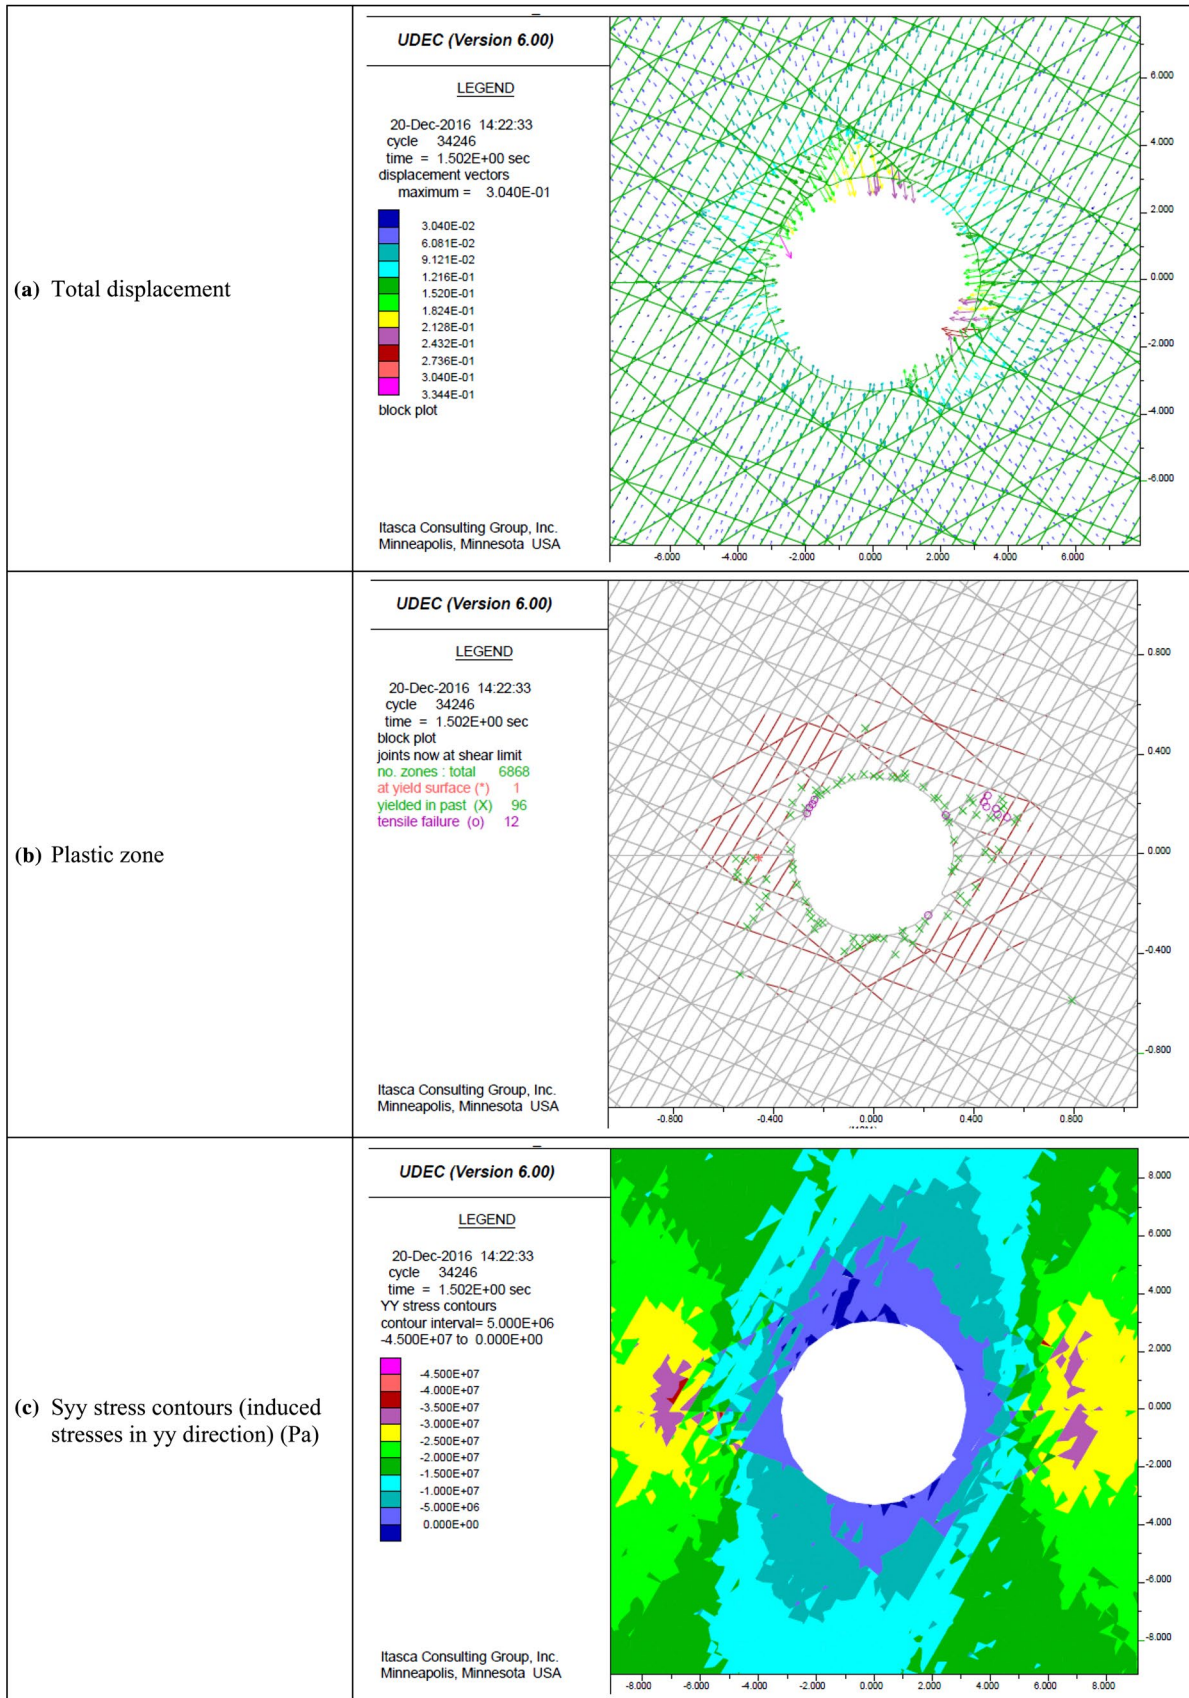 (a) Total displacement
UDEC (Version 6.00)
LEGEND
20-Dec-2016 14:22:33
cycle 34246
time = 1.502E+00 sec
displacement vectors
maximum = 3.040E-01
3.040E-02
6.081E-02
9.121E-02
1.216E-01
1.520E-01
1.824E-01
2.128E-01
2.432E-01
2.736E-01
3.040E-01
3.344E-01
block plot
Itasca Consulting Group, Inc.
Minneapolis, Minnesota USA
6.000
4.000
2.000
0.000
-2.000
-4.000
-6.000
-6.000 -4.000 -2.000 0.000 2.000 4.000 6.000
(b) Plastic zone
UDEC (Version 6.00)
LEGEND
20-Dec-2016 14:22:33
cycle 34246
time = 1.502E+00 sec
block plot
joints now at shear limit
no. zones : total 6868
at yield surface (*) 1
yielded in past (X) 96
tensile failure (o) 12
Itasca Consulting Group, Inc.
Minneapolis, Minnesota USA
0.800
0.400
0.000
-0.400
-0.800
-0.800 -0.400 0.000 0.400 0.800
(c) Syy stress contours (induced
stresses in yy direction) (Pa)
UDEC (Version 6.00)
LEGEND
20-Dec-2016 14:22:33
cycle 34246
time = 1.502E+00 sec
YY stress contours
contour interval= 5.000E+06
-4.500E+07 to 0.000E+00
-4.500E+07
-4.000E+07
-3.500E+07
-3.000E+07
-2.500E+07
-2.000E+07
-1.500E+07
-1.000E+07
-5.000E+06
0.000E+00
Itasca Consulting Group, Inc.
Minneapolis, Minnesota USA
8.000
6.000
4.000
2.000
0.000
-2.000
-4.000
-6.000
-8.000
-8.000 -6.000 -4.000 -2.000 0.000 2.000 4.000 6.000 8.000